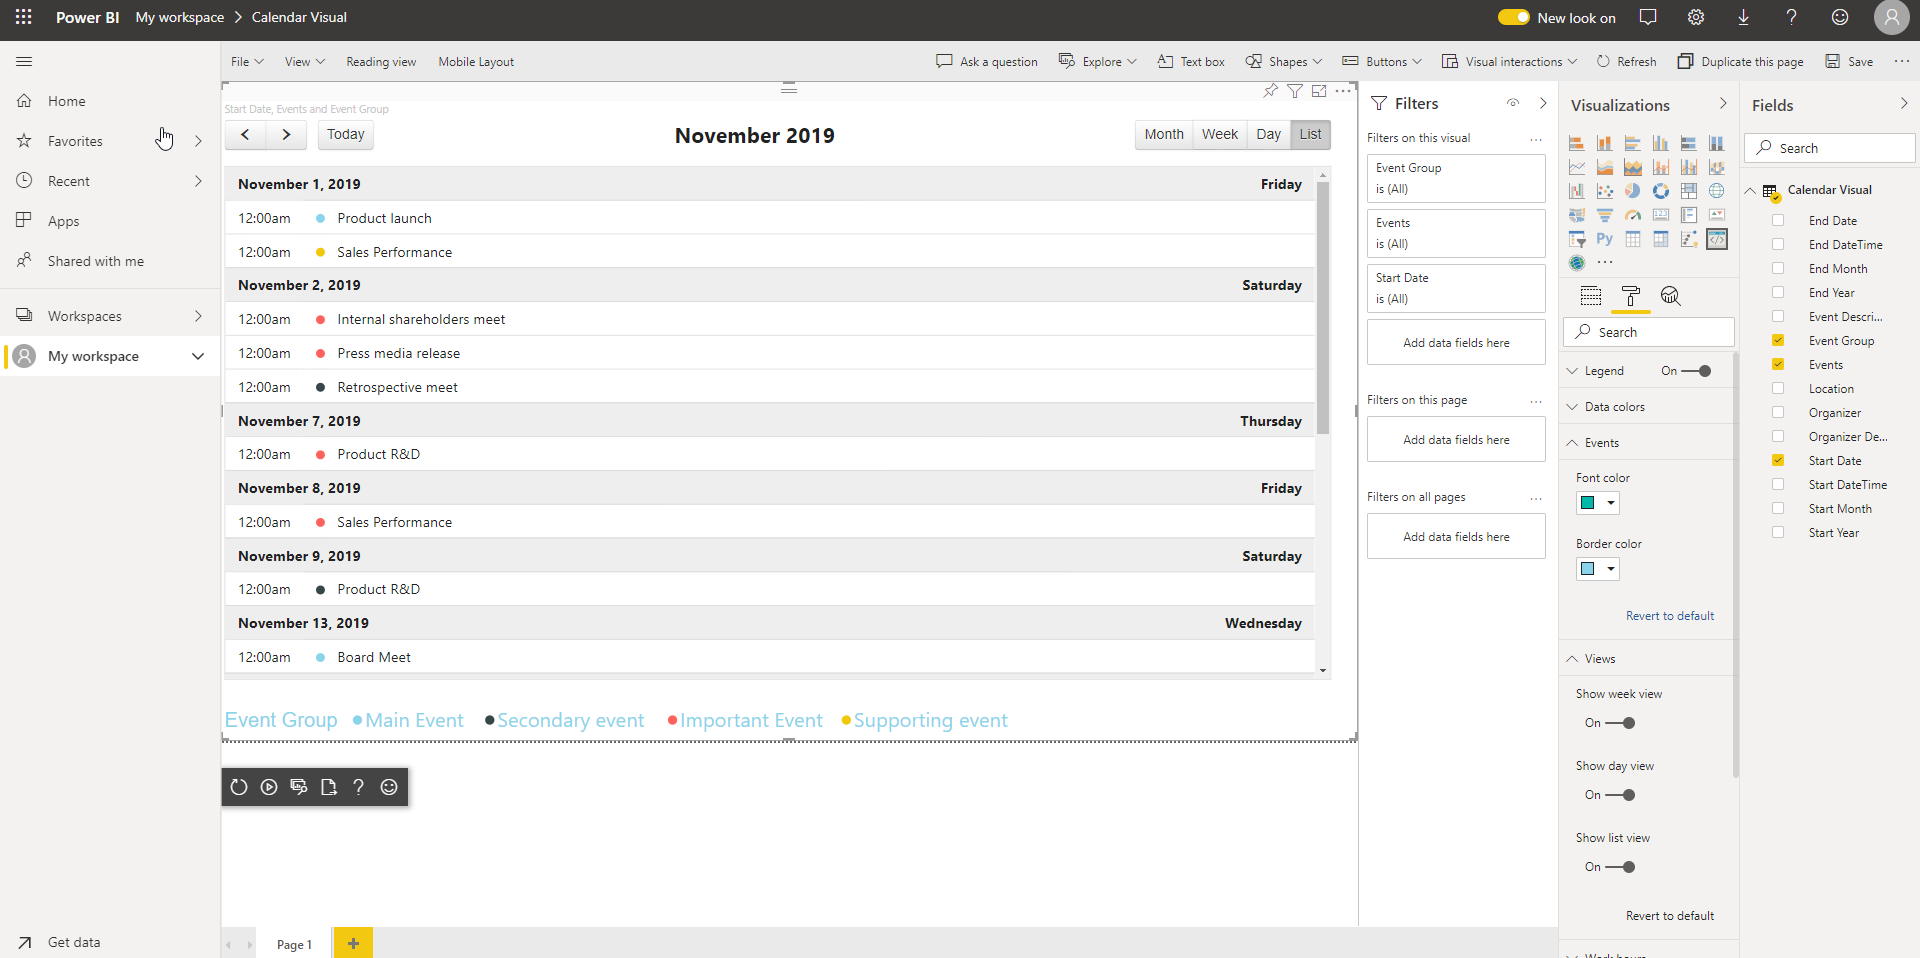 Power BI My workspace > Calendar Visual
New look on
File View Reading view Mobile Layout
Ask a question Explore Text box Shapes Buttons Visual interactions Refresh Duplicate this page Save
Home
Favorites
Recent
Apps
Shared with me
Workspaces
My workspace
Get data
Start Date, Events and Event Group
Today
November 2019
Month Week Day List
November 1, 2019 Friday
12:00am Product launch
12:00am Sales Performance
November 2, 2019 Saturday
12:00am Internal shareholders meet
12:00am Press media release
12:00am Retrospective meet
November 7, 2019 Thursday
12:00am Product R&D
November 8, 2019 Friday
12:00am Sales Performance
November 9, 2019 Saturday
12:00am Product R&D
November 13, 2019 Wednesday
12:00am Board Meet
Event Group Main Event Secondary event Important Event Supporting event
Page 1
Filters
Filters on this visual
Event Group
is (All)
Events
is (All)
Start Date
is (All)
Add data fields here
Filters on this page
Add data fields here
Filters on all pages
Add data fields here
Visualizations
Py
Search
Legend On
Data colors
Events
Font color
Border color
Revert to default
Views
Show week view
On
Show day view
On
Show list view
On
Revert to default
Fields
Search
Calendar Visual
End Date
End DateTime
End Month
End Year
Event Descri...
Event Group
Events
Location
Organizer
Organizer De...
Start Date
Start DateTime
Start Month
Start Year